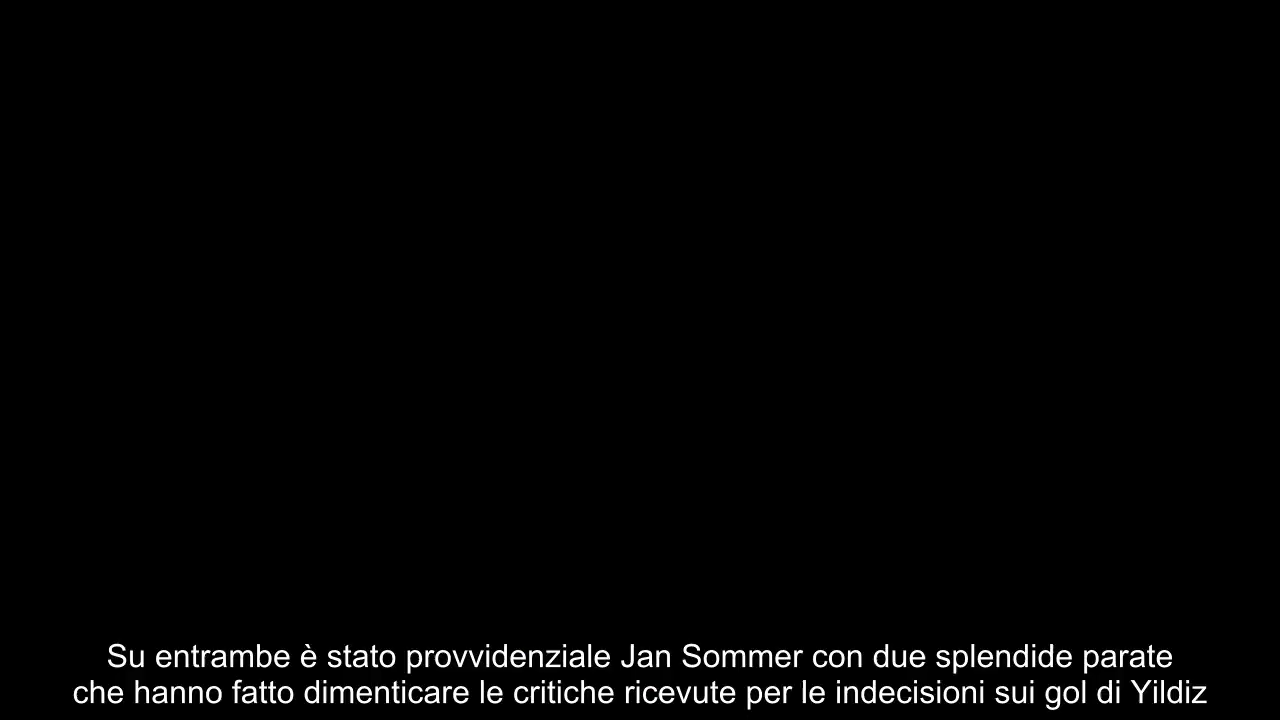 Su entrambe è stato provvidenziale Jan Sommer con due splendide parate
che hanno fatto dimenticare le critiche ricevute per le indecisioni sui gol di Yildiz